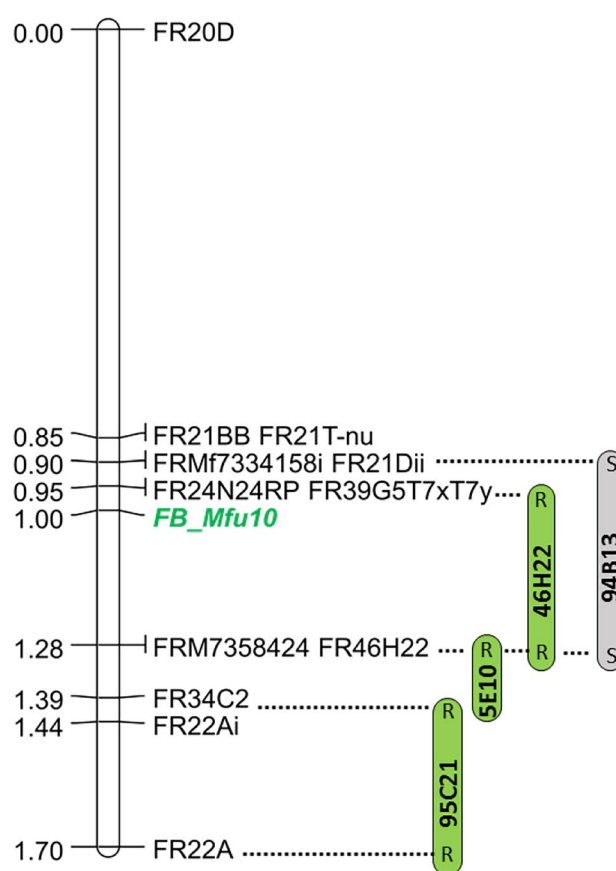 0.00 FR20D
0.85 FR21BB FR21T-nu
0.90 FRMf7334158i FR21Dii S
0.95 FR24N24RP FR39G5T7xT7y R
1.00 FB_Mfu10
46H22
94B13
1.28 FRM7358424 FR46H22 R R S
5E10
1.39 FR34C2 R
1.44 FR22Ai
95C21
1.70 FR22A R